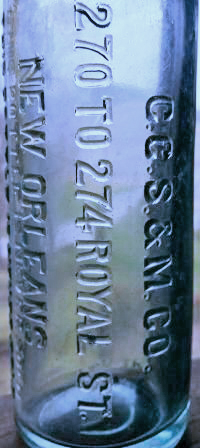 C.C.S.&M.CO.
270 TO 274 ROYAL ST.
NEW ORLEANS